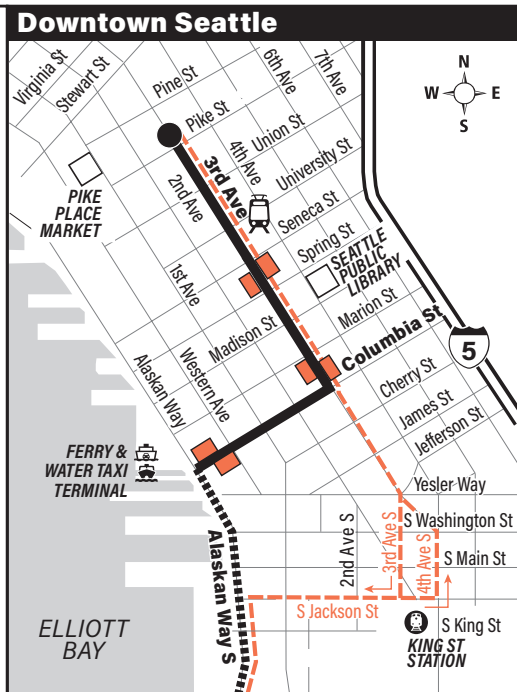 Downtown Seattle
Virginia St
Stewart St
Pine St
6th Ave
7th Ave
N
W
E
S
Pike St
Union St
4th Ave
University St
3rd Ave
2nd Ave
PIKE
PLACE
MARKET
Seneca St
Spring St
SEATTLE
PUBLIC
LIBRARY
1st Ave
Marion St
Madison St
Columbia St
5
Alaskan Way
Western Ave
Cherry St
James St
Jefferson St
FERRY &
WATER TAXI
TERMINAL
Yesler Way
S Washington St
Alaskan Way S
2nd Ave S
3rd Ave S
4th Ave S
S Main St
S Jackson St
S King St
KING ST
STATION
ELLIOTT
BAY